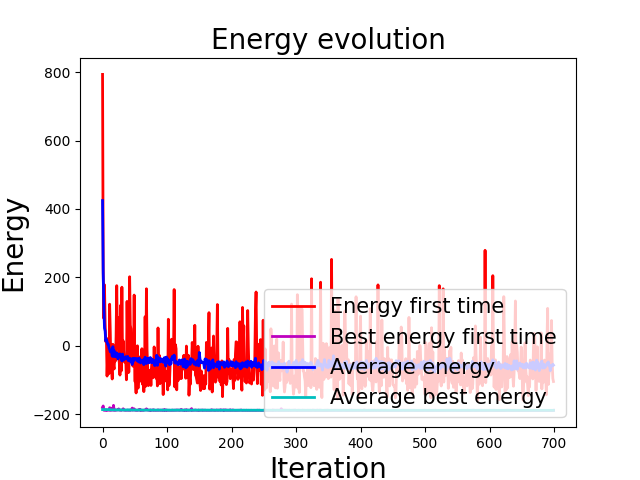 Energy evolution
Energy
800
600
400
200
0
−200
0
100
200
300
400
500
600
700
Iteration
Energy first time
Best energy first time
Average energy
Average best energy